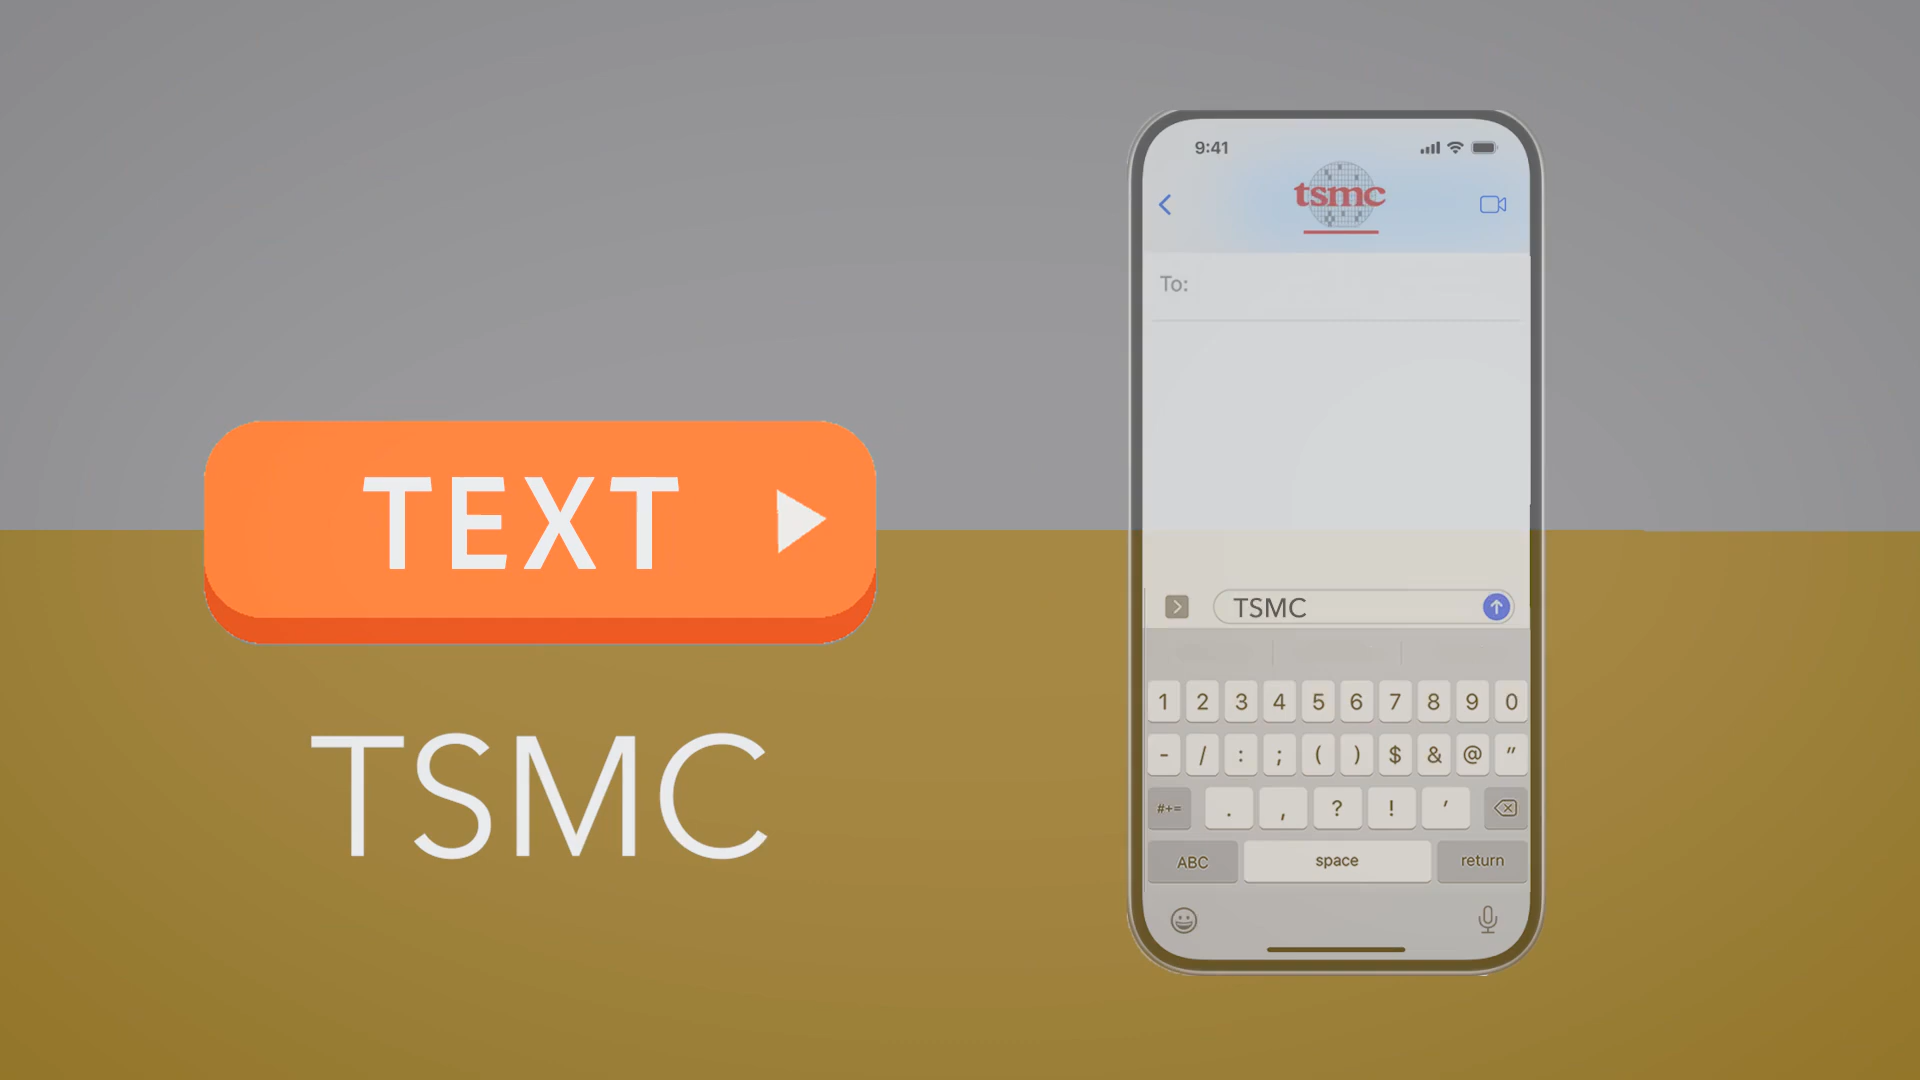 TEXT
TSMC
9:41
tsmc
To:
TSMC
1 2 3 4 5 6 7 8 9 0
- / : ; ( ) $ & @ "
#+= . , ? ! '
ABC space return